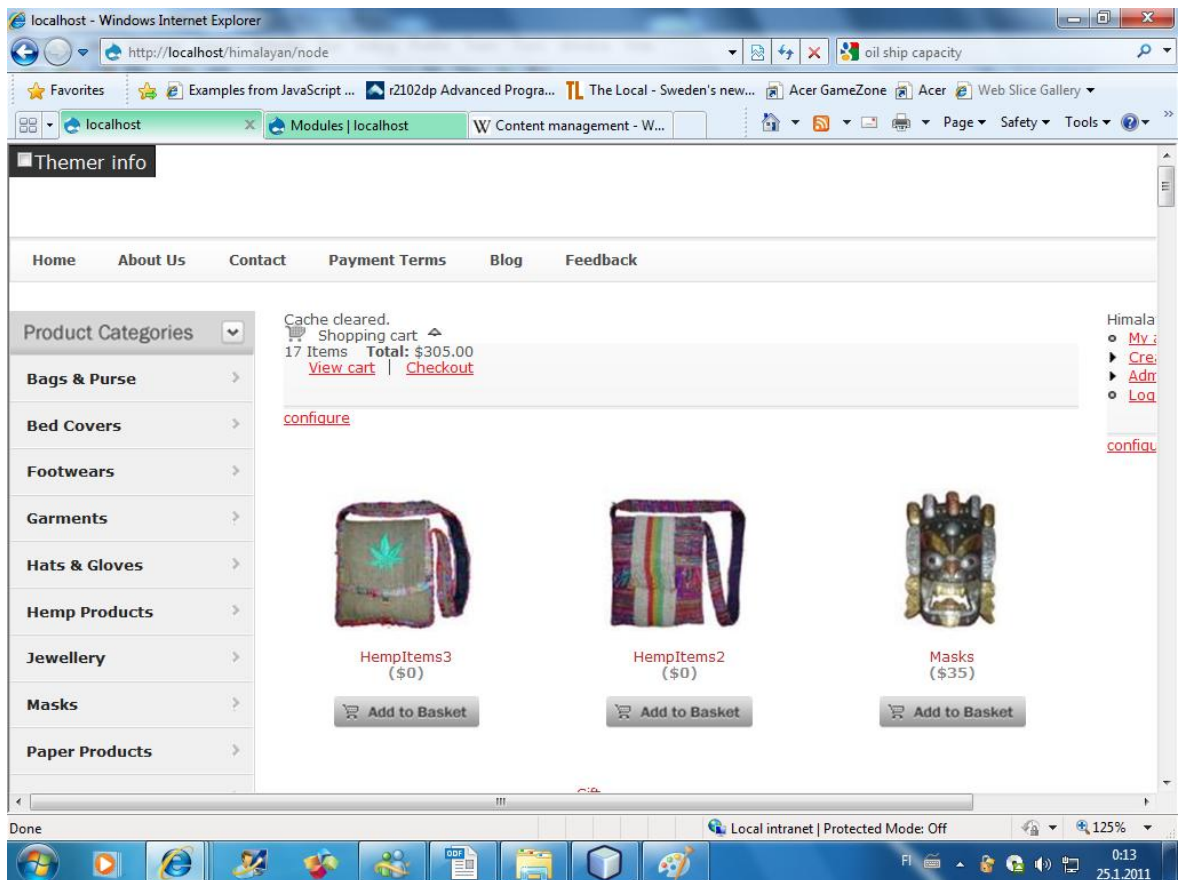 localhost - Windows Internet Explorer
http://localhost/himalayan/node
oil ship capacity
Favorites
Examples from JavaScript ...
r2102dp Advanced Progra...
The Local - Sweden's new...
Acer GameZone
Acer
Web Slice Gallery
localhost
Modules | localhost
W Content management - W...
Page
Safety
Tools
Themer info
Home
About Us
Contact
Payment Terms
Blog
Feedback
Product Categories
Bags & Purse
Bed Covers
Footwears
Garments
Hats & Gloves
Hemp Products
Jewellery
Masks
Paper Products
Cache cleared.
Shopping cart
17 Items Total: $305.00
View cart | Checkout
configure
Himala
My a
Crea
Adm
Log
configu
HempItems3
($0)
Add to Basket
HempItems2
($0)
Add to Basket
Masks
($35)
Add to Basket
Done
Local intranet | Protected Mode: Off
125%
FI
0:13
25.1.2011